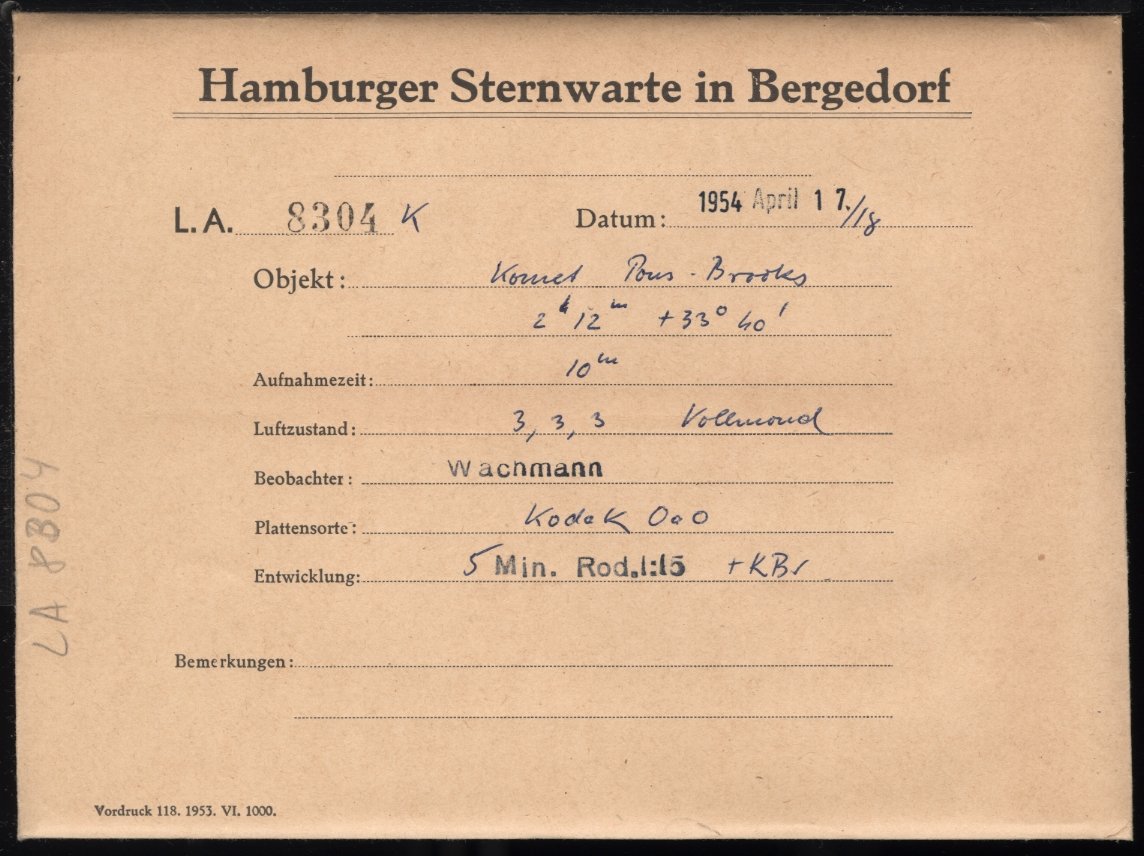 Hamburger Sternwarte in Bergedorf
L.A. 8304 K Datum: 1954 April 17./18
Objekt: Komet Pons-Brooks
2ʰ 12ᵐ +33° 40'
Aufnahmezeit: 10ᵐ
Luftzustand: 3, 3, 3 Vollmond
Beobachter: Wachmann
Plattensorte: Kodak OaO
Entwicklung: 5 Min. Rod.1:15 + KBr
Bemerkungen:
LA 8304
Vordruck 118. 1953. VI. 1000.